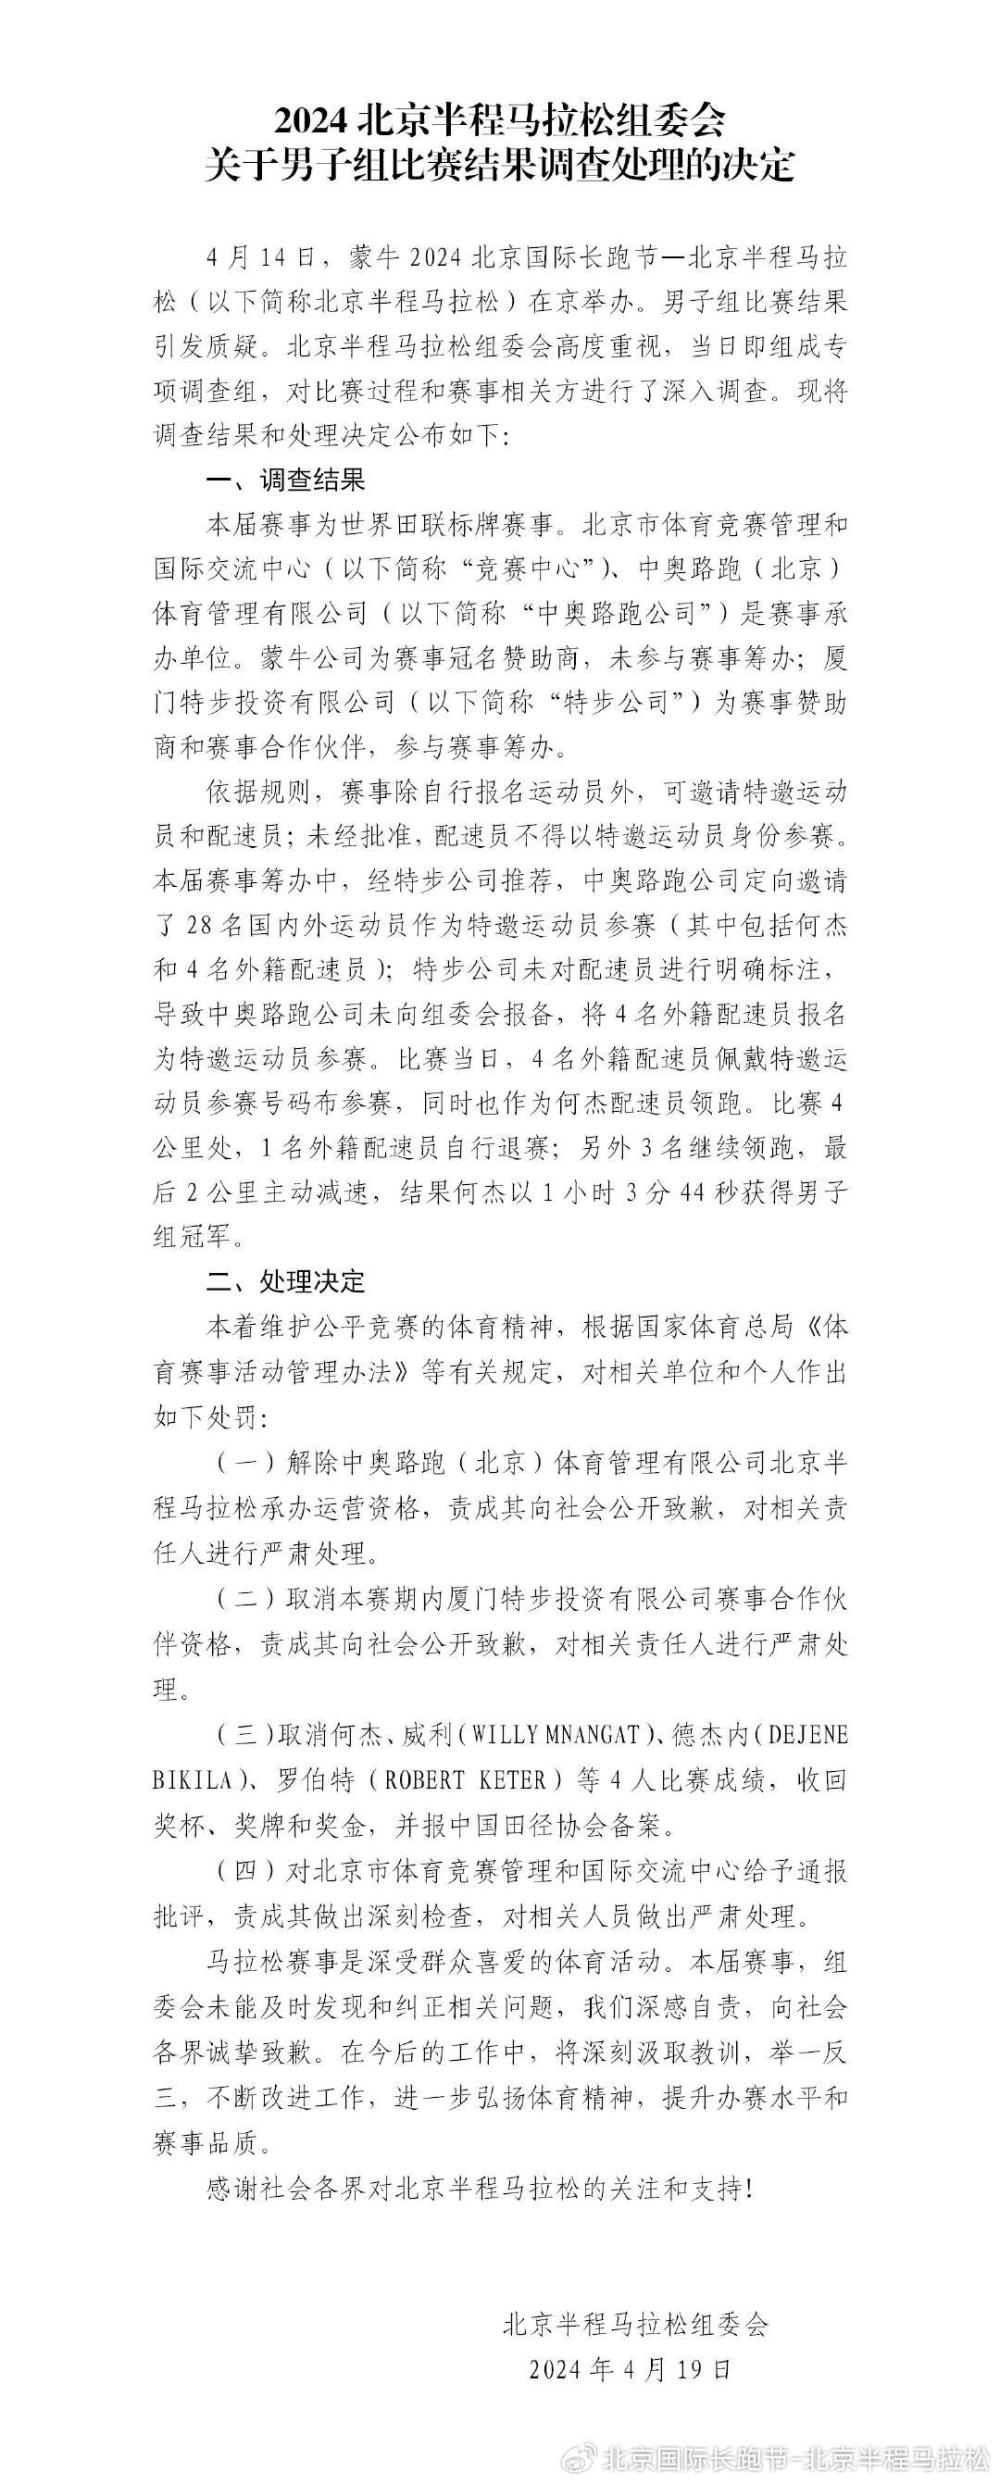 2024 北京半程马拉松组委会
关于男子组比赛结果调查处理的决定
4 月 14 日，蒙牛 2024 北京国际长跑节—北京半程马拉
松（以下简称北京半程马拉松）在京举办。男子组比赛结果
引发质疑。北京半程马拉松组委会高度重视，当日即组成专
项调查组，对比赛过程和赛事相关方进行了深入调查。现将
调查结果和处理决定公布如下：
一、调查结果
本届赛事为世界田联标牌赛事。北京市体育竞赛管理和
国际交流中心（以下简称“竞赛中心”）、中奥路跑（北京）
体育管理有限公司（以下简称“中奥路跑公司”）是赛事承
办单位。蒙牛公司为赛事冠名赞助商，未参与赛事筹办；厦
门特步投资有限公司（以下简称“特步公司”）为赛事赞助
商和赛事合作伙伴，参与赛事筹办。
依据规则，赛事除自行报名运动员外，可邀请特邀运动
员和配速员；未经批准，配速员不得以特邀运动员身份参赛。
本届赛事筹办中，经特步公司推荐，中奥路跑公司定向邀请
了 28 名国内外运动员作为特邀运动员参赛（其中包括何杰
和 4 名外籍配速员）；特步公司未对配速员进行明确标注，
导致中奥路跑公司未向组委会报备，将 4 名外籍配速员报名
为特邀运动员参赛。比赛当日，4 名外籍配速员佩戴特邀运
动员参赛号码布参赛，同时也作为何杰配速员领跑。比赛 4
公里处，1 名外籍配速员自行退赛；另外 3 名继续领跑，最
后 2 公里主动减速，结果何杰以 1 小时 3 分 44 秒获得男子
组冠军。
二、处理决定
本着维护公平竞赛的体育精神，根据国家体育总局《体
育赛事活动管理办法》等有关规定，对相关单位和个人作出
如下处罚：
（一）解除中奥路跑（北京）体育管理有限公司北京半
程马拉松承办运营资格，责成其向社会公开致歉，对相关责
任人进行严肃处理。
（二）取消本赛期内厦门特步投资有限公司赛事合作伙
伴资格，责成其向社会公开致歉，对相关责任人进行严肃处
理。
（三）取消何杰、威利（WILLY MNANGAT）、德杰内（DEJENE
BIKILA）、罗伯特（ROBERT KETER）等 4 人比赛成绩，收回
奖杯、奖牌和奖金，并报中国田径协会备案。
（四）对北京市体育竞赛管理和国际交流中心给予通报
批评，责成其做出深刻检查，对相关人员做出严肃处理。
马拉松赛事是深受群众喜爱的体育活动。本届赛事，组
委会未能及时发现和纠正相关问题，我们深感自责，向社会
各界诚挚致歉。在今后的工作中，将深刻汲取教训，举一反
三，不断改进工作，进一步弘扬体育精神，提升办赛水平和
赛事品质。
感谢社会各界对北京半程马拉松的关注和支持！
北京半程马拉松组委会
2024 年 4 月 19 日
@北京国际长跑节-北京半程马拉松